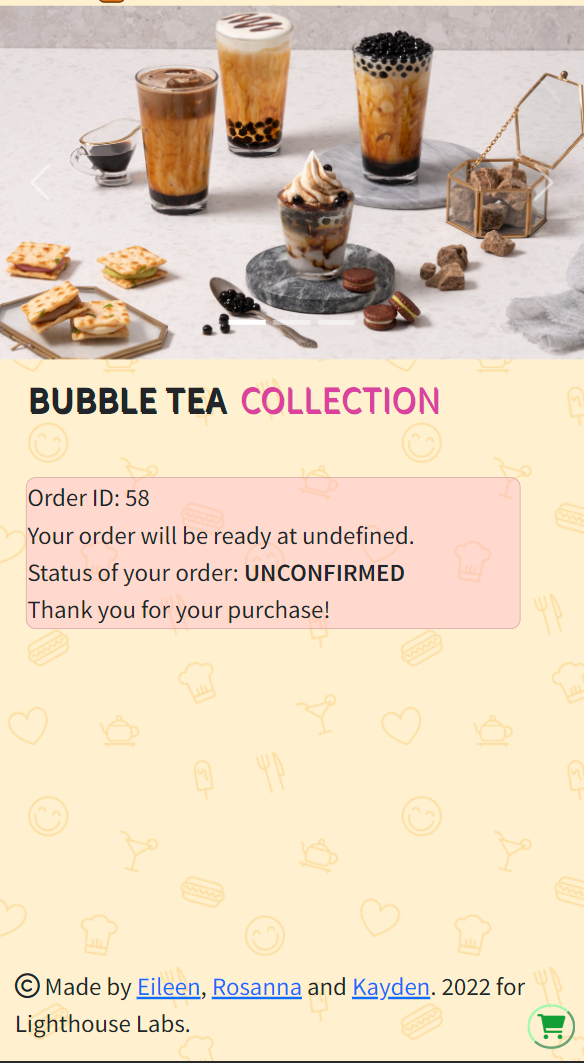 BUBBLE TEA COLLECTION
Order ID: 58
Your order will be ready at undefined.
Status of your order: UNCONFIRMED
Thank you for your purchase!
© Made by Eileen, Rosanna and Kayden. 2022 for
Lighthouse Labs.